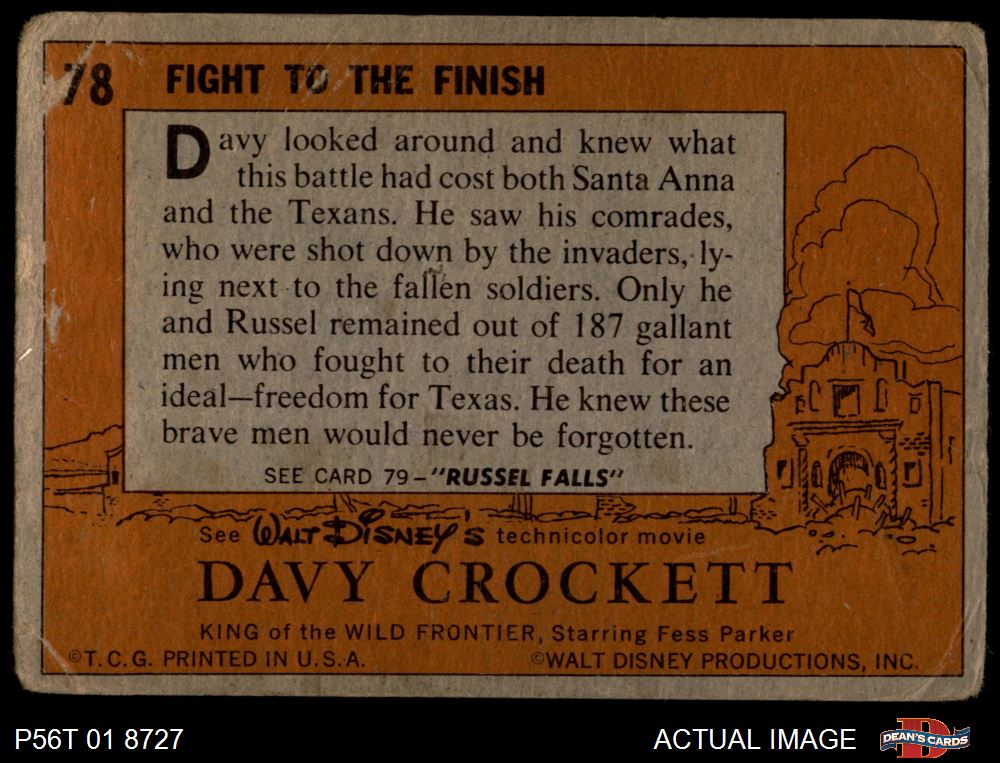 78 FIGHT TO THE FINISH
Davy looked around and knew what
this battle had cost both Santa Anna
and the Texans. He saw his comrades,
who were shot down by the invaders, ly-
ing next to the fallen soldiers. Only he
and Russel remained out of 187 gallant
men who fought to their death for an
ideal—freedom for Texas. He knew these
brave men would never be forgotten.
SEE CARD 79—"RUSSEL FALLS"
See WALT DISNEY'S technicolor movie
DAVY CROCKETT
KING of the WILD FRONTIER, Starring Fess Parker
©T.C.G. PRINTED IN U.S.A. ©WALT DISNEY PRODUCTIONS, INC.
P56T 01 8727 ACTUAL IMAGE D DEAN'S CARDS